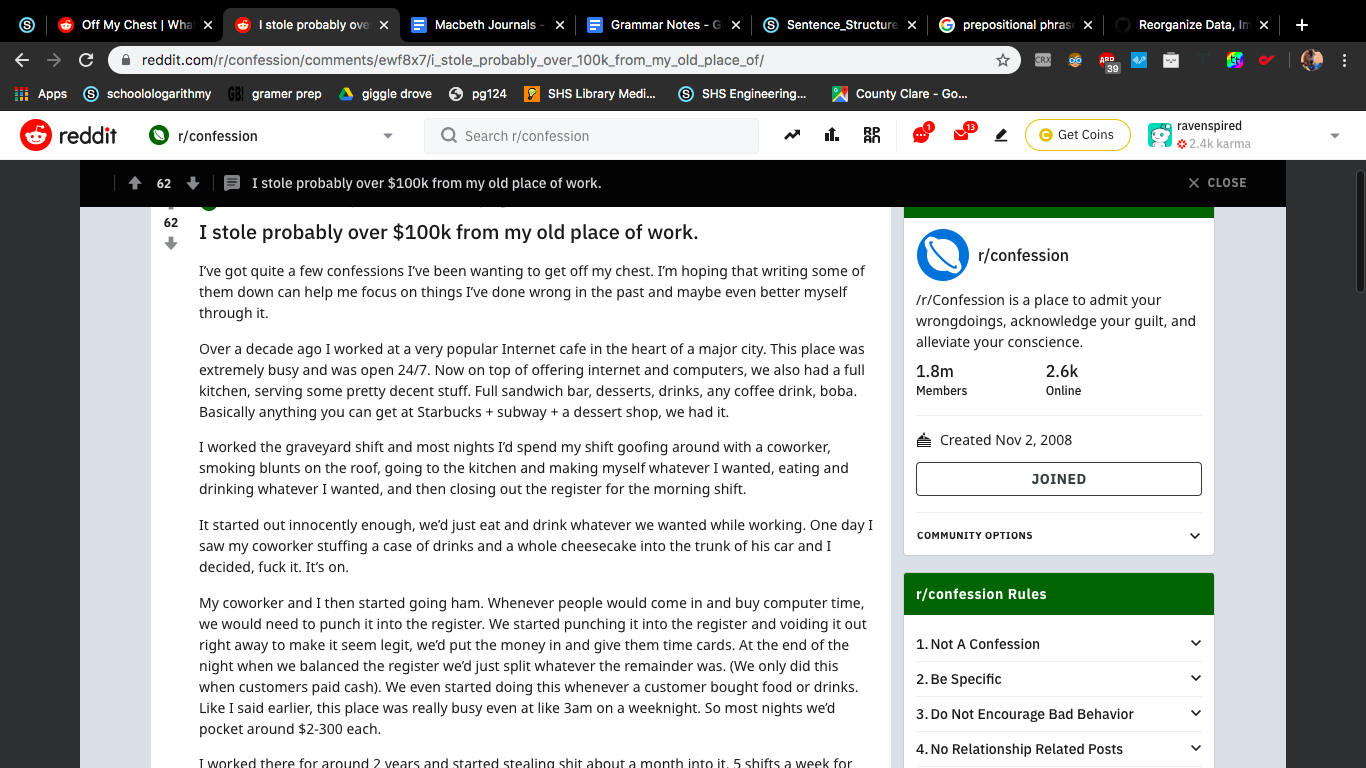 Off My Chest | Wha
I stole probably ove
Macbeth Journals -
Grammar Notes - G
Sentence_Structure
prepositional phras
Reorganize Data, Im
reddit.com/r/confession/comments/ewf8x7/i_stole_probably_over_100k_from_my_old_place_of/
CRX
ABP
39
Apps
schoolologarithmy
GB!
gramer prep
giggle drove
pg124
SHS Library Medi...
SHS Engineering...
County Clare - Go...
reddit
r/confession
Search r/confession
1
13
Get Coins
ravenspired
2.4k karma
62
I stole probably over $100k from my old place of work.
CLOSE
62
I stole probably over $100k from my old place of work.
I've got quite a few confessions I've been wanting to get off my chest. I'm hoping that writing some of
them down can help me focus on things I've done wrong in the past and maybe even better myself
through it.
Over a decade ago I worked at a very popular Internet cafe in the heart of a major city. This place was
extremely busy and was open 24/7. Now on top of offering internet and computers, we also had a full
kitchen, serving some pretty decent stuff. Full sandwich bar, desserts, drinks, any coffee drink, boba.
Basically anything you can get at Starbucks + subway + a dessert shop, we had it.
I worked the graveyard shift and most nights I'd spend my shift goofing around with a coworker,
smoking blunts on the roof, going to the kitchen and making myself whatever I wanted, eating and
drinking whatever I wanted, and then closing out the register for the morning shift.
It started out innocently enough, we'd just eat and drink whatever we wanted while working. One day I
saw my coworker stuffing a case of drinks and a whole cheesecake into the trunk of his car and I
decided, fuck it. It's on.
My coworker and I then started going ham. Whenever people would come in and buy computer time,
we would need to punch it into the register. We started punching it into the register and voiding it out
right away to make it seem legit, we'd put the money in and give them time cards. At the end of the
night when we balanced the register we'd just split whatever the remainder was. (We only did this
when customers paid cash). We even started doing this whenever a customer bought food or drinks.
Like I said earlier, this place was really busy even at like 3am on a weeknight. So most nights we'd
pocket around $2-300 each.
I worked there for around 2 years and started stealing shit about a month into it. 5 shifts a week for
r/confession
/r/Confession is a place to admit your
wrongdoings, acknowledge your guilt, and
alleviate your conscience.
1.8m
2.6k
Members
Online
Created Nov 2, 2008
JOINED
COMMUNITY OPTIONS
r/confession Rules
1. Not A Confession
2. Be Specific
3. Do Not Encourage Bad Behavior
4. No Relationship Related Posts